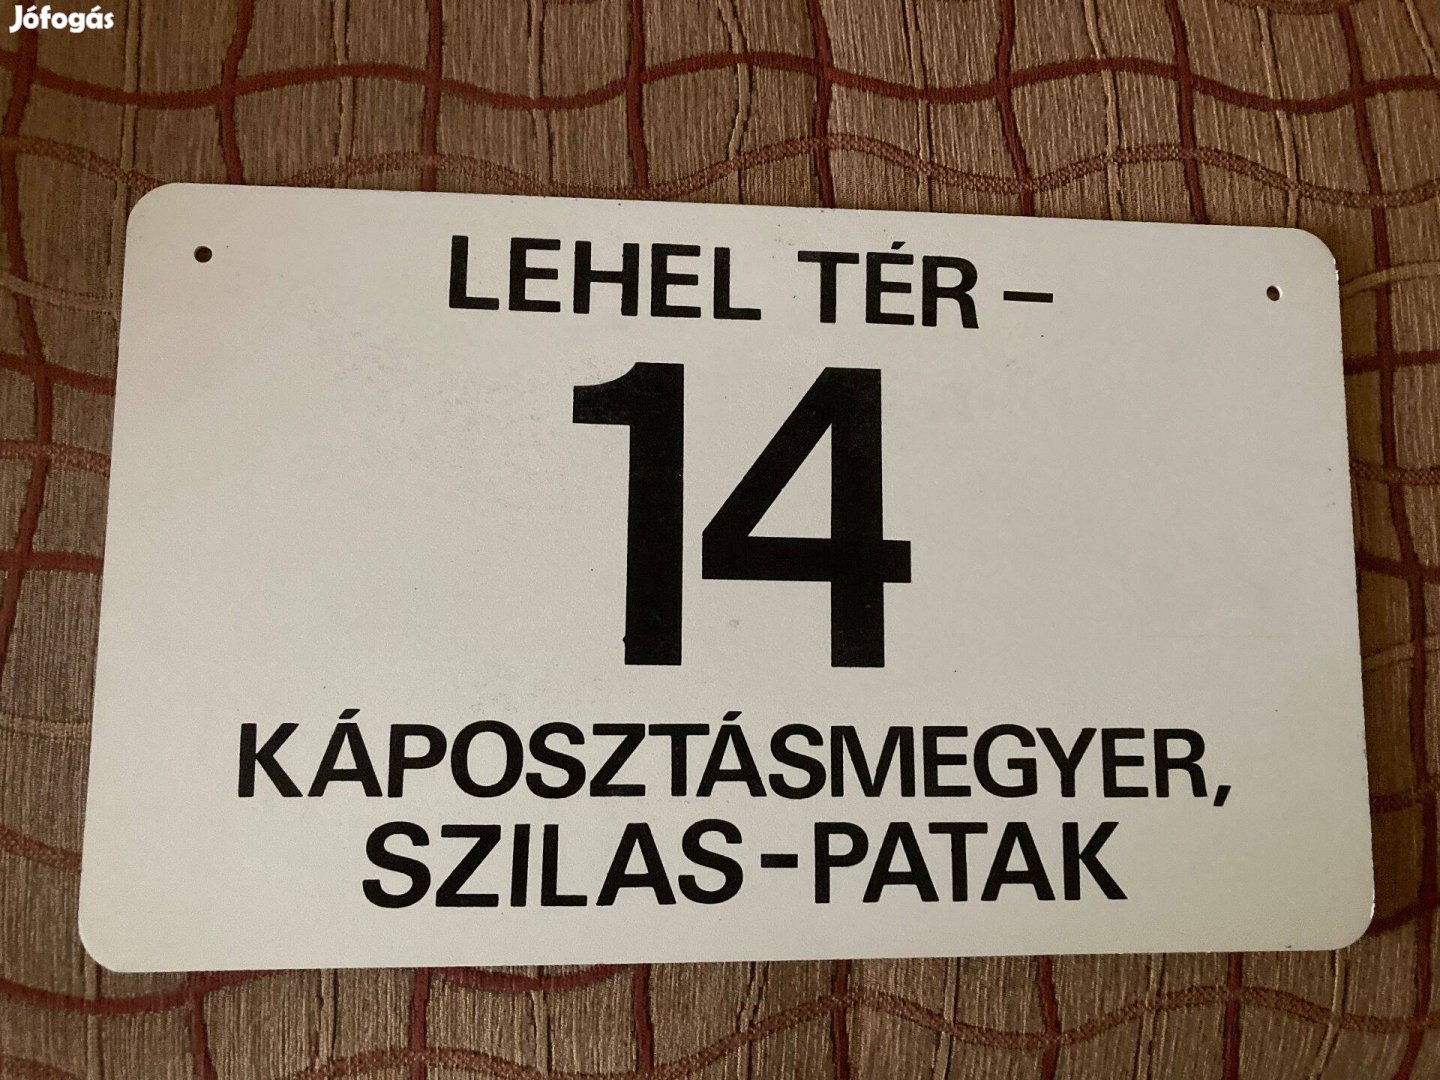 Jófogás
LEHEL TÉR –
14
KÁPOSZTÁSMEGYER,
SZILAS-PATAK